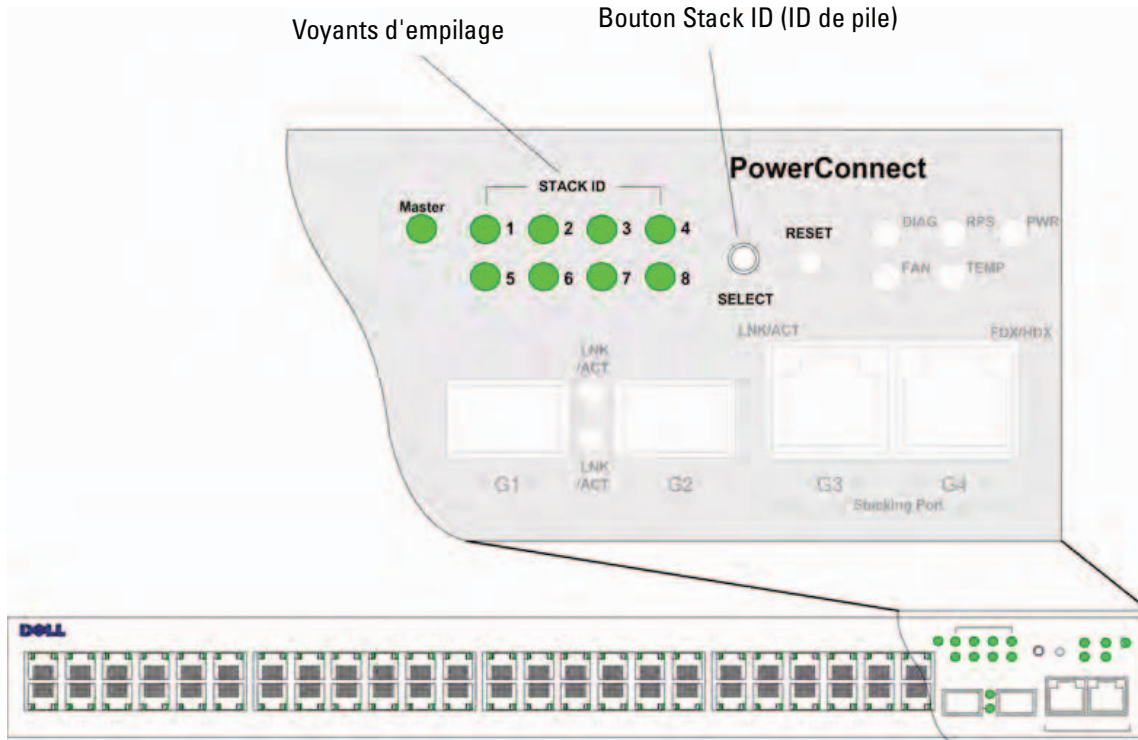 Voyants d'empilage
Bouton Stack ID (ID de pile)
PowerConnect
STACK ID
Master
1 2 3 4
5 6 7 8
RESET
SELECT
DIAG RPS PWR
FAN TEMP
LNK/ACT FDX/HDX
LNK
/ACT
LNK
/ACT
G1 G2 G3 G4
Stacking Port
DELL